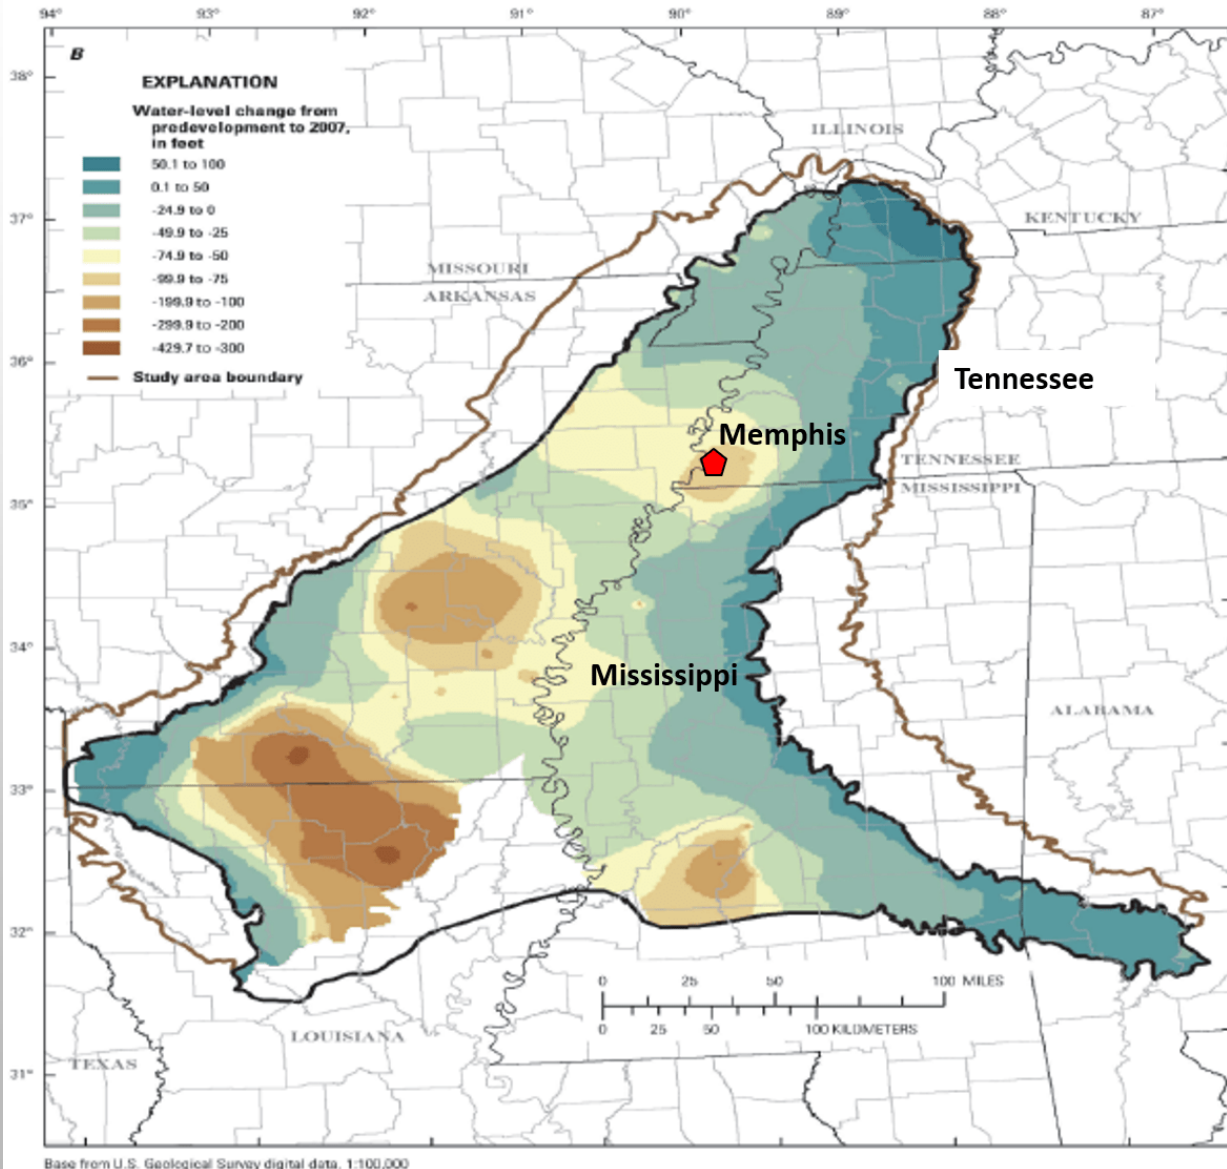 94° 93° 92° 91° 90° 89° 88° 87°
B
38°
EXPLANATION
Water-level change from
predevelopment to 2007,
in feet
50.1 to 100
0.1 to 50
-24.9 to 0
-49.9 to -25
-74.9 to -50
-99.9 to -75
-199.9 to -100
-299.9 to -200
-429.7 to -300
Study area boundary
ILLINOIS
37°
KENTUCKY
MISSOURI
ARKANSAS
36°
Tennessee
Memphis
TENNESSEE
MISSISSIPPI
35°
34°
Mississippi
ALABAMA
33°
32°
0 25 50 100 MILES
0 25 50 100 KILOMETERS
LOUISIANA
TEXAS
31°
Base from U.S. Geological Survey digital data, 1:100,000